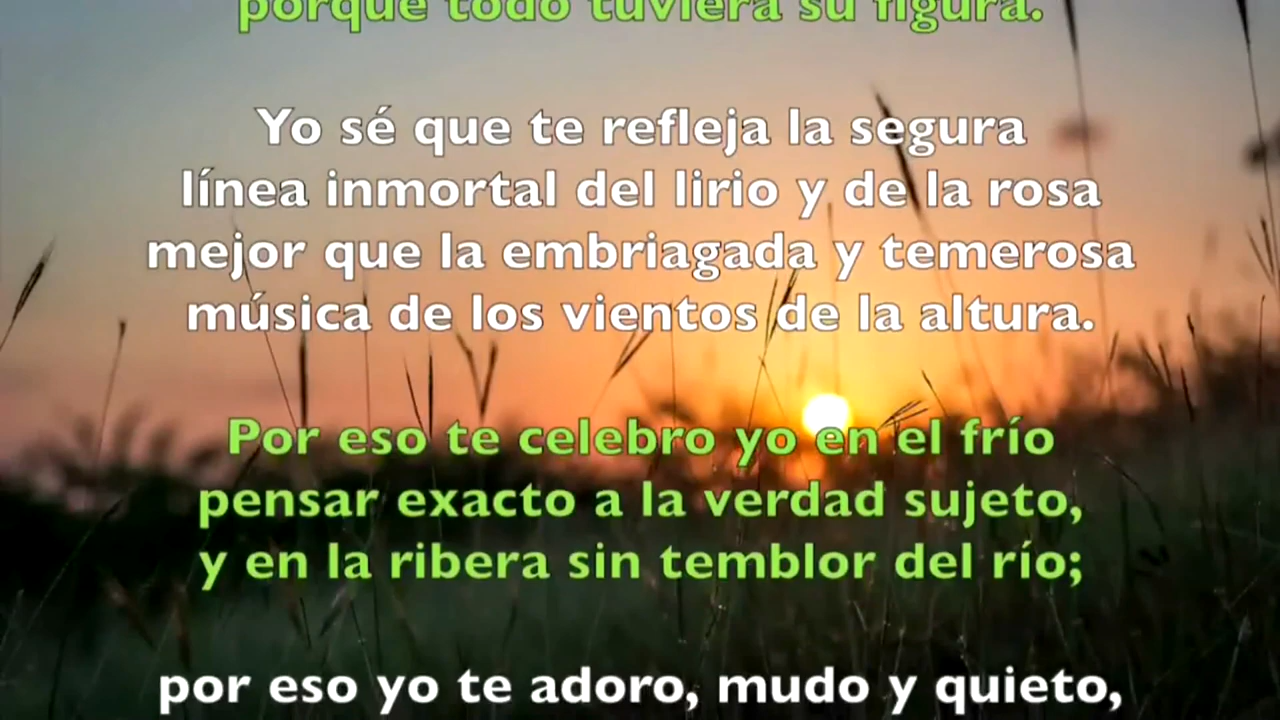 porque todo tuviera su figura.
Yo sé que te refleja la segura
línea inmortal del lirio y de la rosa
mejor que la embriagada y temerosa
música de los vientos de la altura.
Por eso te celebro yo en el frío
pensar exacto a la verdad sujeto,
y en la ribera sin temblor del río;
por eso yo te adoro, mudo y quieto,